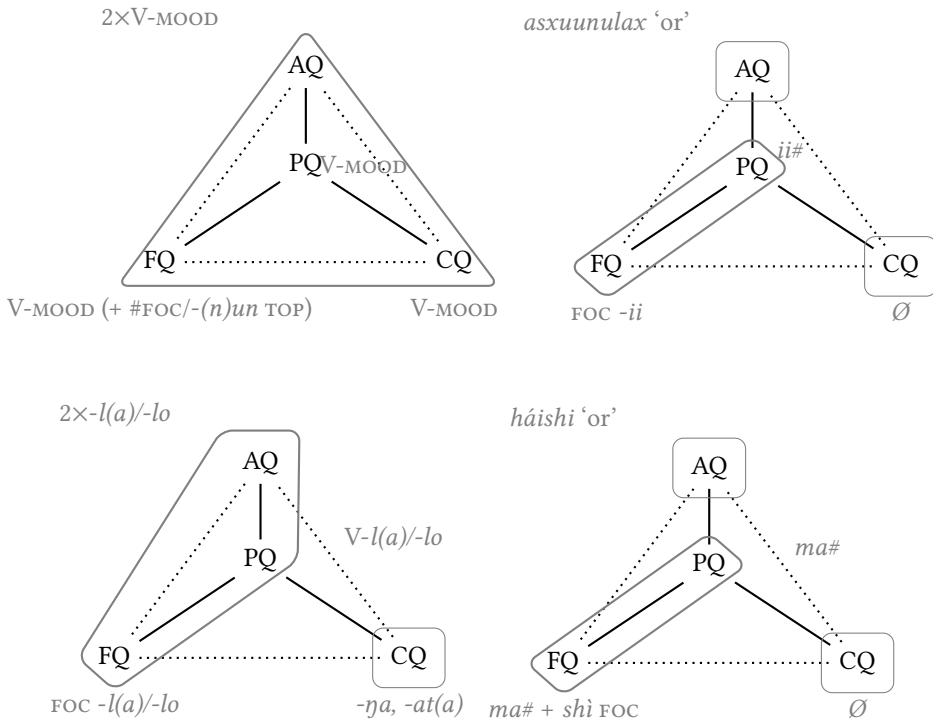 2×V-MOOD
AQ
PQ V-MOOD
FQ CQ
V-MOOD (+ #FOC/-(n)un TOP) V-MOOD
asxuunulax ‘or’
AQ
ii#
PQ
FQ CQ
FOC -ii Ø
2×-l(a)/-lo
AQ
V-l(a)/-lo
PQ
FQ CQ
FOC -l(a)/-lo -ŋa, -at(a)
háishi ‘or’
AQ
ma#
PQ
FQ CQ
ma# + shì FOC Ø